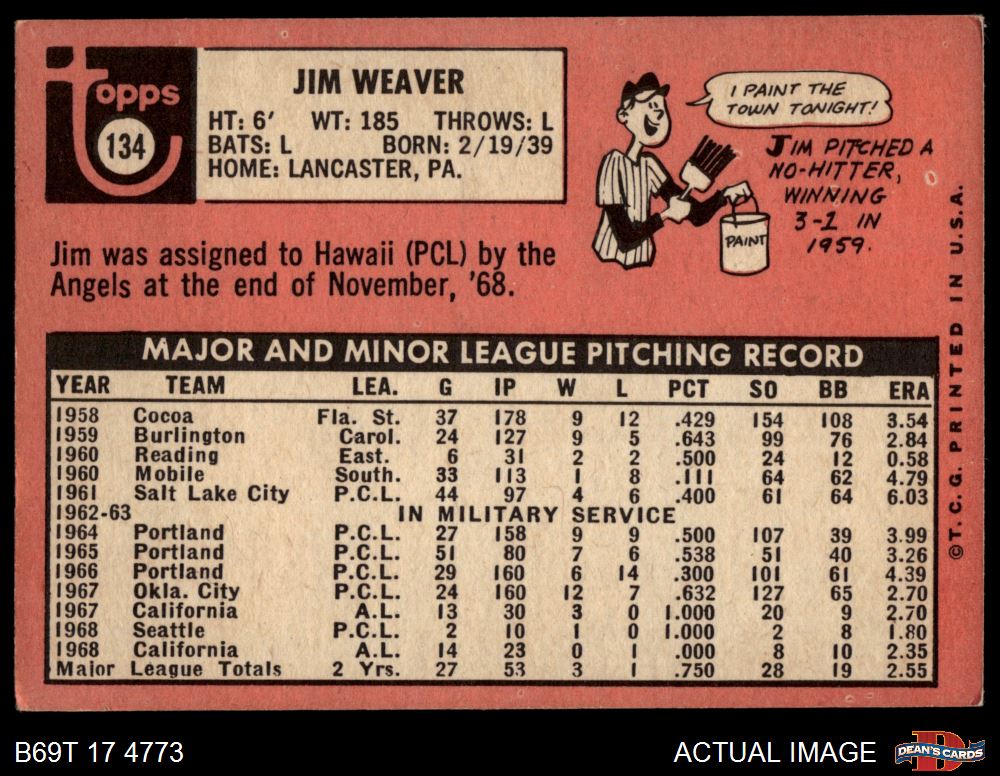 topps
134
JIM WEAVER
HT: 6' WT: 185 THROWS: L
BATS: L BORN: 2/19/39
HOME: LANCASTER, PA.
I PAINT THE
TOWN TONIGHT!
JIM PITCHED A
NO-HITTER,
WINNING
3-1 IN
1959.
PAINT
Jim was assigned to Hawaii (PCL) by the
Angels at the end of November, '68.
MAJOR AND MINOR LEAGUE PITCHING RECORD
YEAR TEAM LEA. G IP W L PCT SO BB ERA
1958 Cocoa Fla. St. 37 178 9 12 .429 154 108 3.54
1959 Burlington Carol. 24 127 9 5 .643 99 76 2.84
1960 Reading East. 6 31 2 2 .500 24 12 0.58
1960 Mobile South. 33 113 1 8 .111 64 62 4.79
1961 Salt Lake City P.C.L. 44 97 4 6 .400 61 64 6.03
1962-63 IN MILITARY SERVICE
1964 Portland P.C.L. 27 158 9 9 .500 107 39 3.99
1965 Portland P.C.L. 51 80 7 6 .538 51 40 3.26
1966 Portland P.C.L. 29 160 6 14 .300 101 61 4.39
1967 Okla. City P.C.L. 24 160 12 7 .632 127 65 2.70
1967 California A.L. 13 30 3 0 1.000 20 9 2.70
1968 Seattle P.C.L. 2 10 1 0 1.000 2 8 1.80
1968 California A.L. 14 23 0 1 .000 8 10 2.35
Major League Totals 2 Yrs. 27 53 3 1 .750 28 19 2.55
©T.C.G. PRINTED IN U.S.A.
B69T 17 4773
ACTUAL IMAGE
D
DEAN'S CARDS